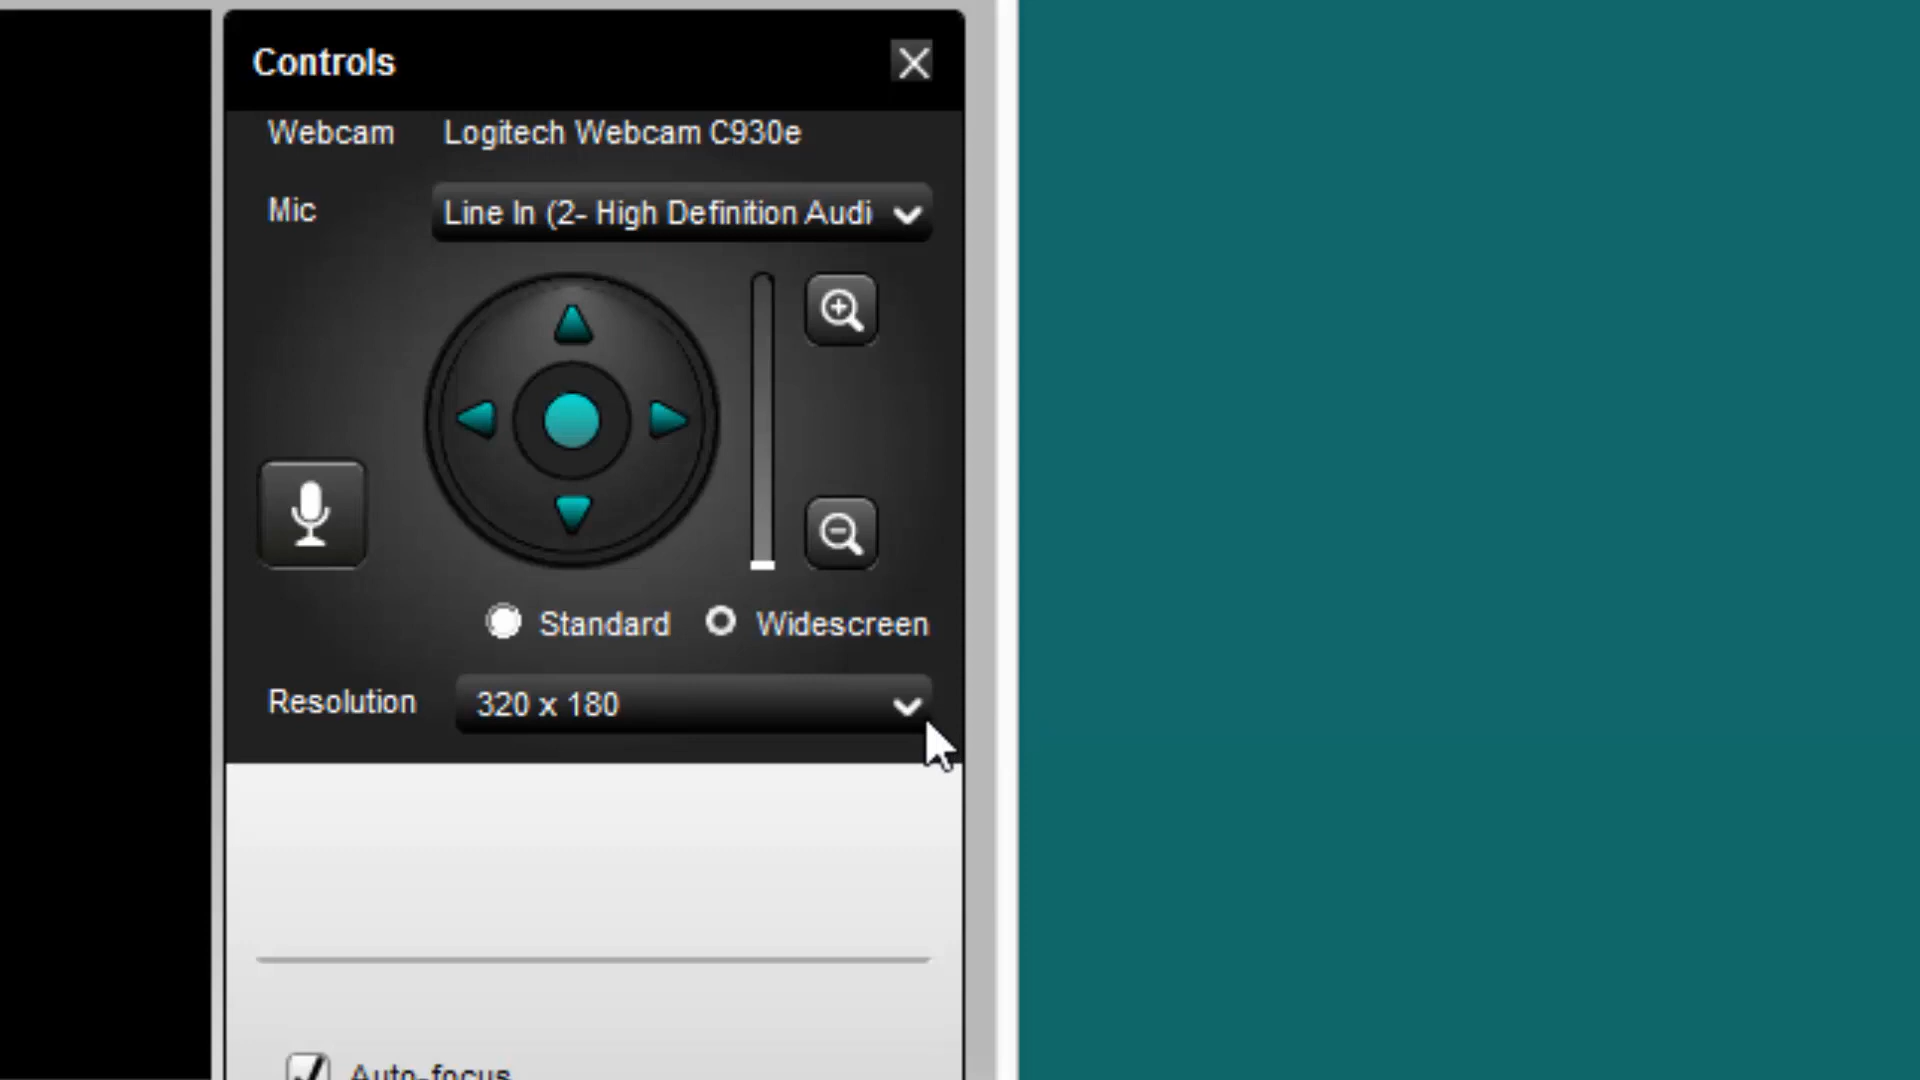 Controls
Webcam Logitech Webcam C930e
Mic Line In (2- High Definition Audi
Standard Widescreen
Resolution 320 x 180
Auto-focus